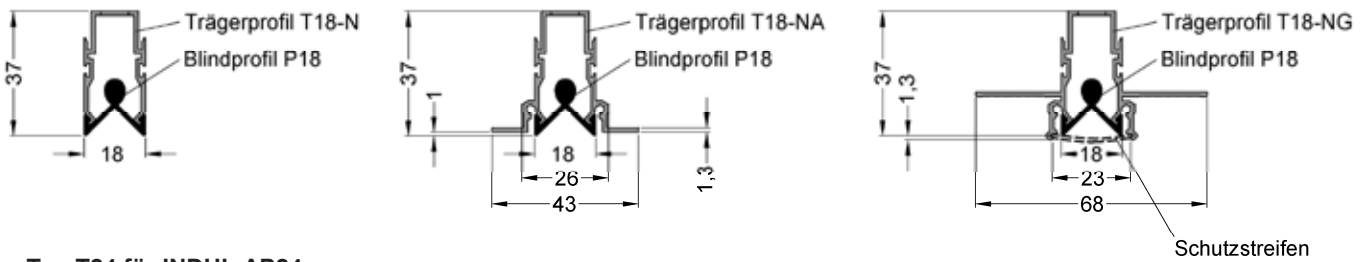 Trägerprofil T18-N
Blindprofil P18
37
18
Trägerprofil T18-NA
Blindprofil P18
37
1
18
26
43
1,3
Trägerprofil T18-NG
Blindprofil P18
37
1,3
18
23
68
Schutzstreifen